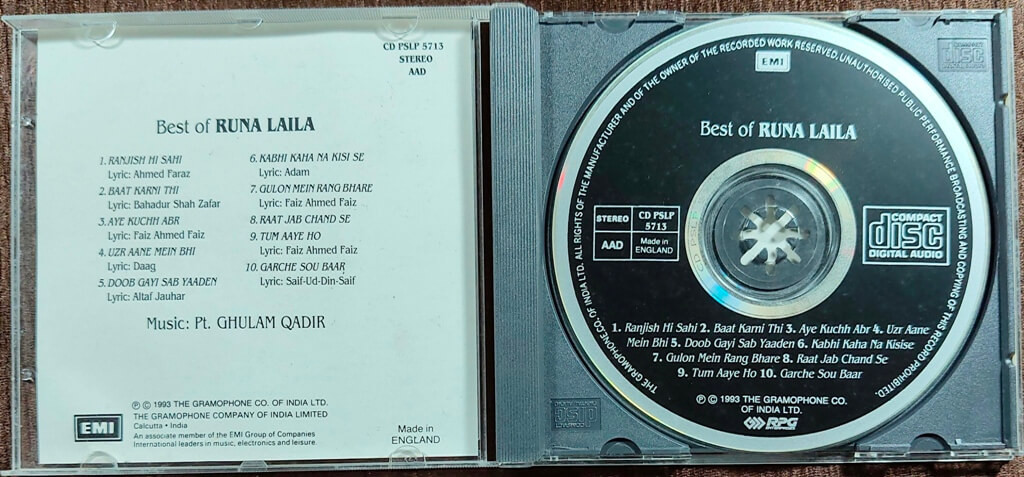 CD PSLP 5713
STEREO
AAD
Best of RUNA LAILA
1. RANJISH HI SAHI
Lyric: Ahmed Faraz
2. BAAT KARNI THI
Lyric: Bahadur Shah Zafar
3. AYE KUCHH ABR
Lyric: Faiz Ahmed Faiz
4. UZR AANE MEIN BHI
Lyric: Daag
5. DOOB GAYI SAB YAADEN
Lyric: Altaf Jauhar
6. KABHI KAHA NA KISI SE
Lyric: Adam
7. GULON MEIN RANG BHARE
Lyric: Faiz Ahmed Faiz
8. RAAT JAB CHAND SE
9. TUM AAYE HO
Lyric: Faiz Ahmed Faiz
10. GARCHE SOU BAAR
Lyric: Saif-Ud-Din-Saif
Music: Pt. GHULAM QADIR
EMI
℗ © 1993 THE GRAMOPHONE CO. OF INDIA LTD.
THE GRAMOPHONE COMPANY OF INDIA LIMITED
Calcutta • India
An associate member of the EMI Group of Companies
International leaders in music, electronics and leisure.
Made in
ENGLAND
THE GRAMOPHONE CO. OF INDIA LTD. ALL RIGHTS OF THE MANUFACTURER AND OF THE OWNER OF THE RECORDED WORK RESERVED. UNAUTHORISED PUBLIC PERFORMANCE BROADCASTING AND COPYING OF THIS RECORD PROHIBITED.
EMI
Best of RUNA LAILA
STEREO
CD PSLP
5713
AAD
Made in
ENGLAND
COMPACT
disc
DIGITAL AUDIO
1. Ranjish Hi Sahi 2. Baat Karni Thi 3. Aye Kuchh Abr 4. Uzr Aane
Mein Bhi 5. Doob Gayi Sab Yaaden 6. Kabhi Kaha Na Kisise
7. Gulon Mein Rang Bhare 8. Raat Jab Chand Se
9. Tum Aaye Ho 10. Garche Sou Baar
℗ © 1993 THE GRAMOPHONE CO.
OF INDIA LTD.
RPG